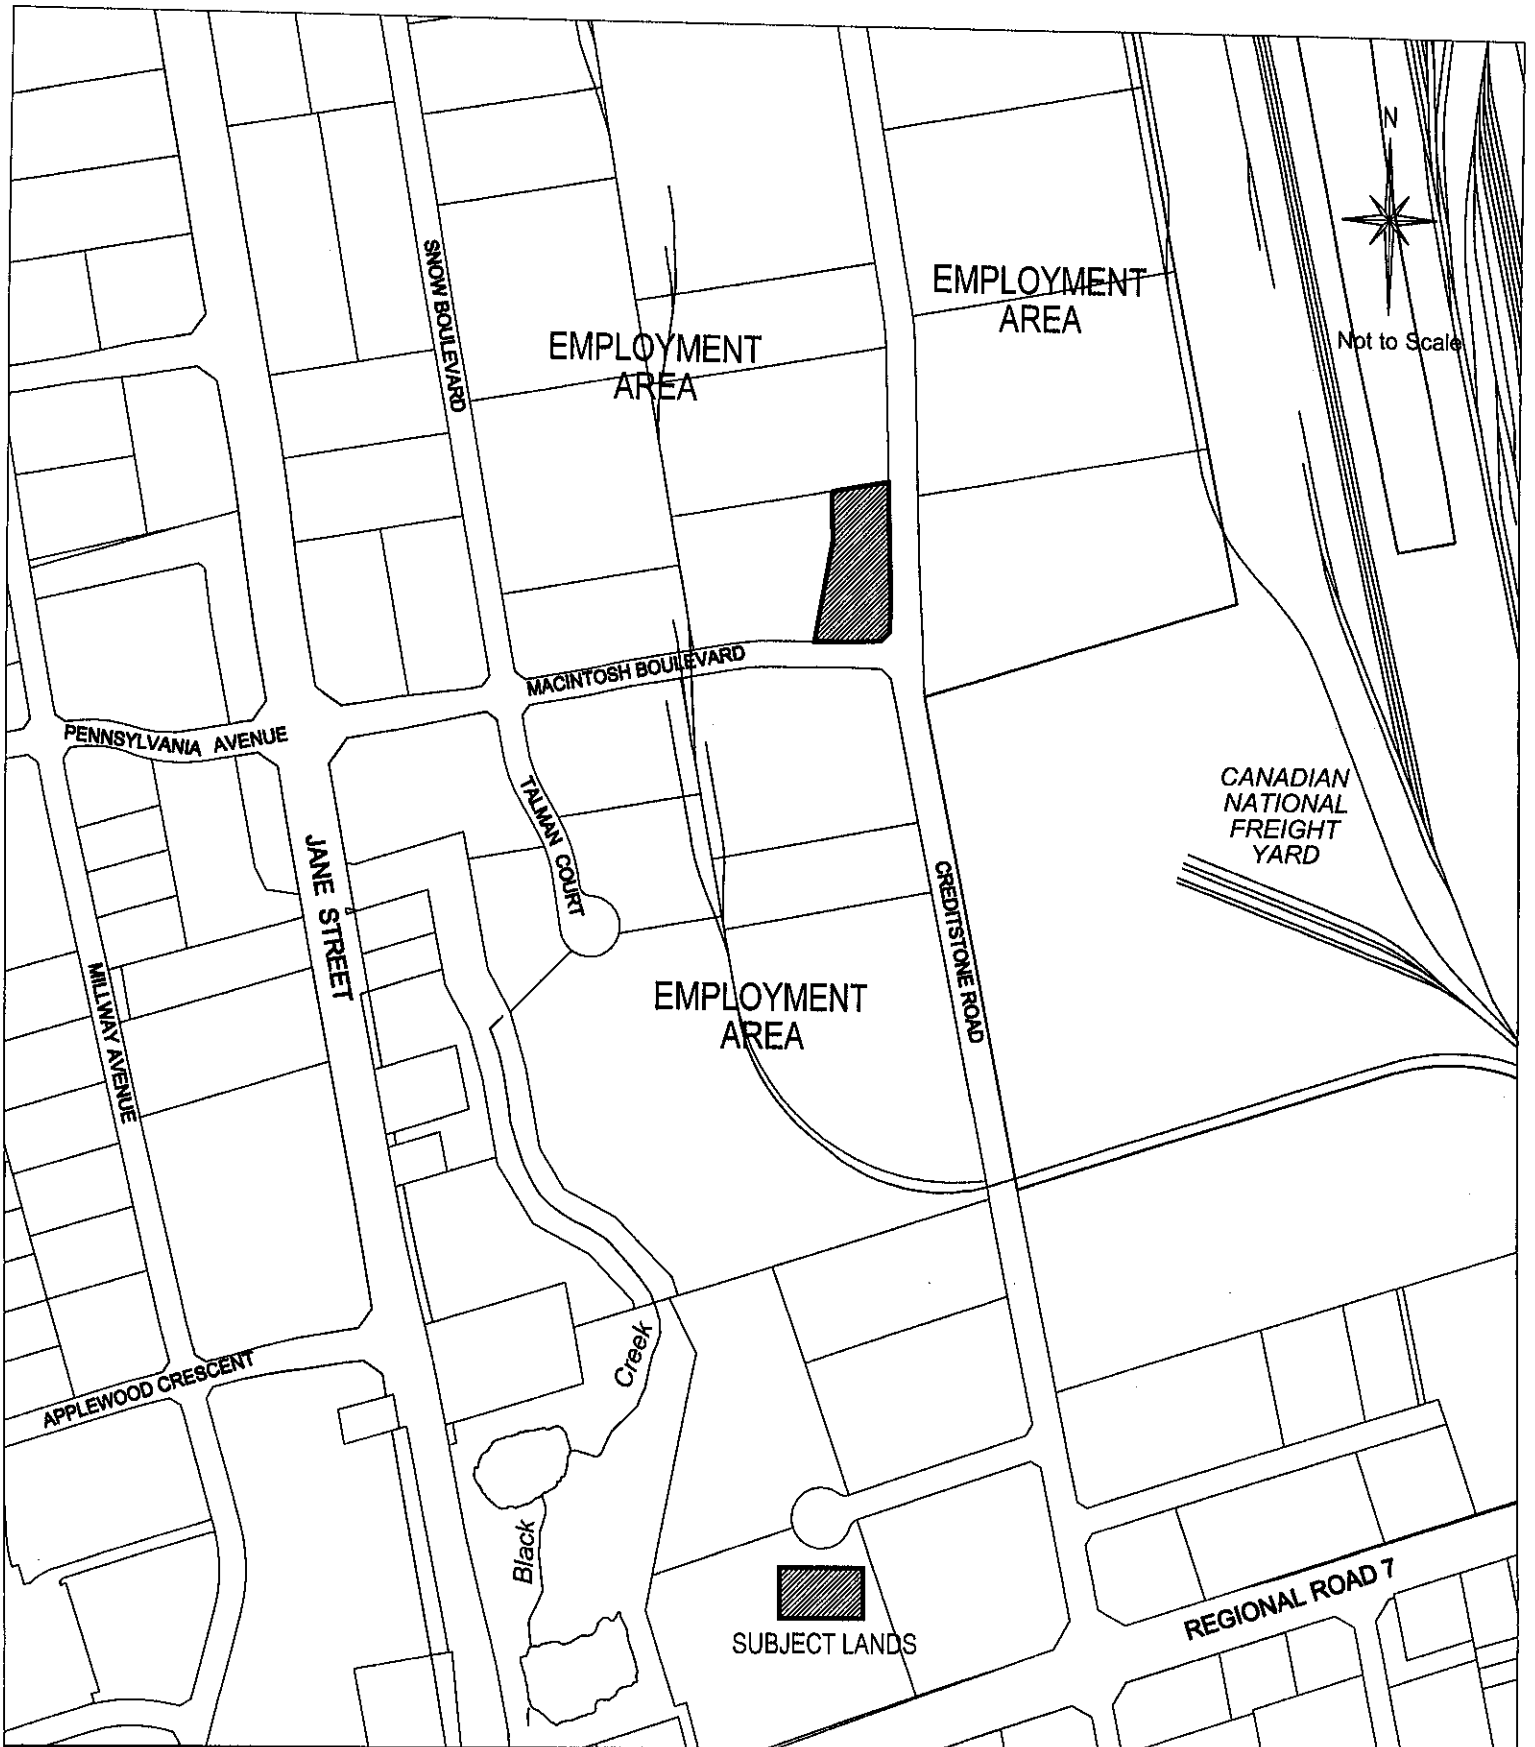 N
Not to Scale
EMPLOYMENT
AREA
SNOW BOULEVARD
EMPLOYMENT
AREA
MACINTOSH BOULEVARD
PENNSYLVANIA AVENUE
TALMAN COURT
CANADIAN
NATIONAL
FREIGHT
YARD
JANE STREET
CREDITSTONE ROAD
MILLWAY AVENUE
EMPLOYMENT
AREA
Creek
APPLEWOOD CRESCENT
Black
SUBJECT LANDS
REGIONAL ROAD 7